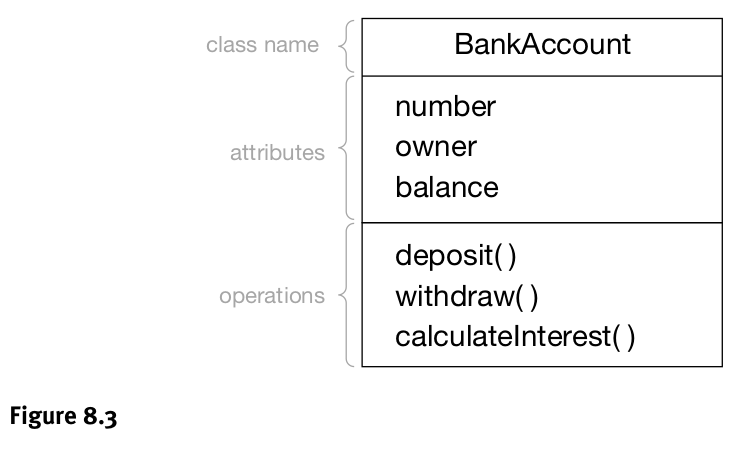 class name
BankAccount
attributes
number
owner
balance
operations
deposit( )
withdraw( )
calculateInterest( )
Figure 8.3